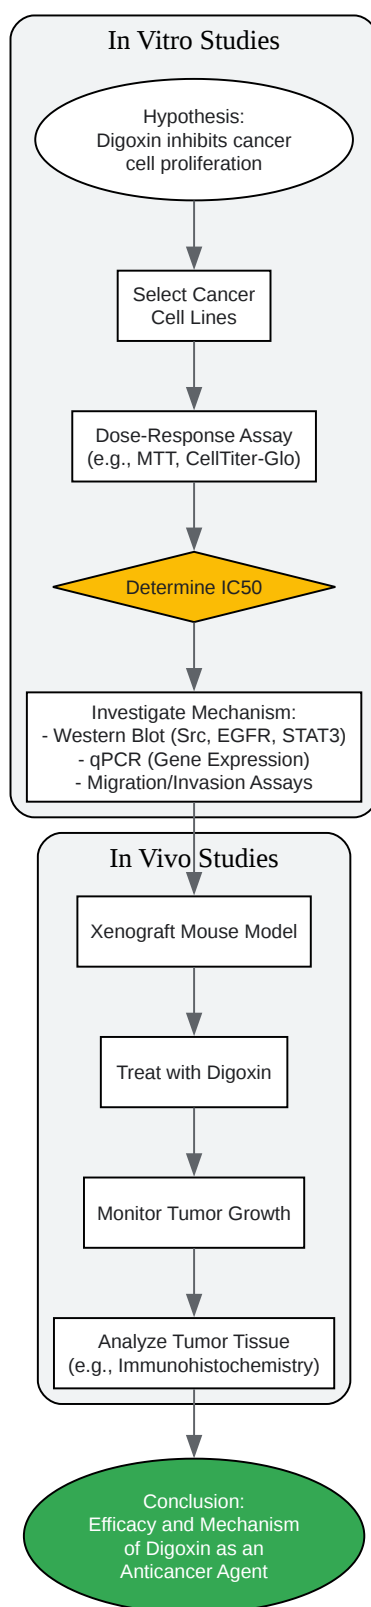 In Vitro Studies
Hypothesis:
Digoxin inhibits cancer
cell proliferation
Select Cancer
Cell Lines
Dose-Response Assay
(e.g., MTT, CellTiter-Glo)
Determine IC50
Investigate Mechanism:
- Western Blot (Src, EGFR, STAT3)
- qPCR (Gene Expression)
- Migration/Invasion Assays
In Vivo Studies
Xenograft Mouse Model
Treat with Digoxin
Monitor Tumor Growth
Analyze Tumor Tissue
(e.g., Immunohistochemistry)
Conclusion:
Efficacy and Mechanism
of Digoxin as an
Anticancer Agent